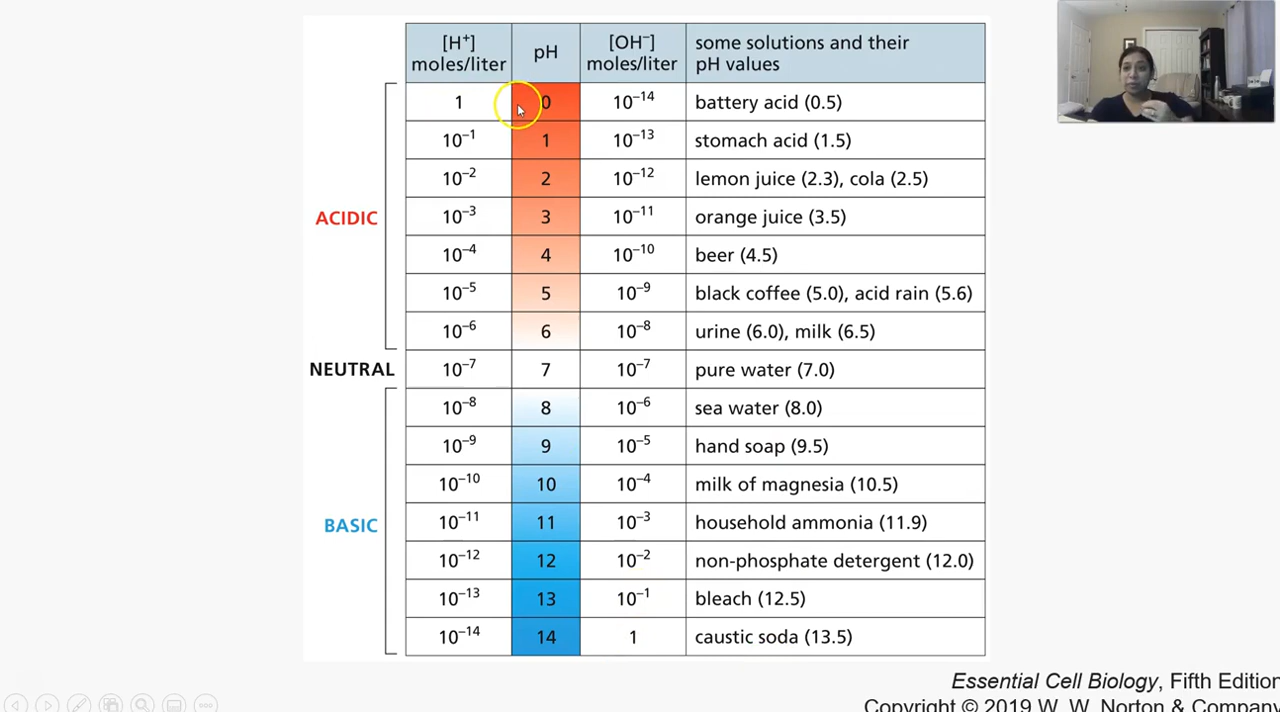 [H⁺] moles/liter pH [OH⁻] moles/liter some solutions and their pH values
1 0 10⁻¹⁴ battery acid (0.5)
10⁻¹ 1 10⁻¹³ stomach acid (1.5)
10⁻² 2 10⁻¹² lemon juice (2.3), cola (2.5)
ACIDIC 10⁻³ 3 10⁻¹¹ orange juice (3.5)
10⁻⁴ 4 10⁻¹⁰ beer (4.5)
10⁻⁵ 5 10⁻⁹ black coffee (5.0), acid rain (5.6)
10⁻⁶ 6 10⁻⁸ urine (6.0), milk (6.5)
NEUTRAL 10⁻⁷ 7 10⁻⁷ pure water (7.0)
10⁻⁸ 8 10⁻⁶ sea water (8.0)
10⁻⁹ 9 10⁻⁵ hand soap (9.5)
10⁻¹⁰ 10 10⁻⁴ milk of magnesia (10.5)
BASIC 10⁻¹¹ 11 10⁻³ household ammonia (11.9)
10⁻¹² 12 10⁻² non-phosphate detergent (12.0)
10⁻¹³ 13 10⁻¹ bleach (12.5)
10⁻¹⁴ 14 1 caustic soda (13.5)
Essential Cell Biology, Fifth Edition
Copyright © 2019 W. W. Norton & Company